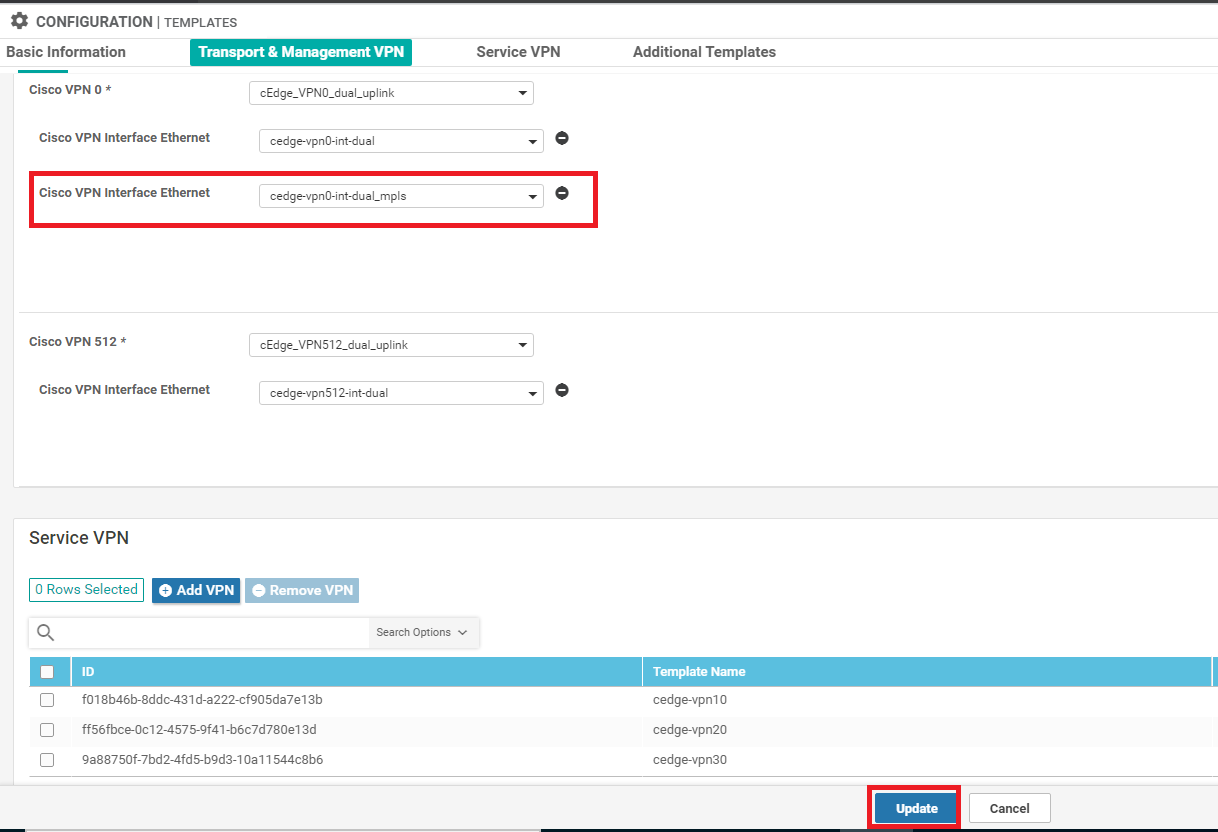 CONFIGURATION | TEMPLATES
Basic Information Transport & Management VPN Service VPN Additional Templates
Cisco VPN 0 * cEdge_VPN0_dual_uplink
Cisco VPN Interface Ethernet cedge-vpn0-int-dual
Cisco VPN Interface Ethernet cedge-vpn0-int-dual_mpls
Cisco VPN 512 * cEdge_VPN512_dual_uplink
Cisco VPN Interface Ethernet cedge-vpn512-int-dual
Service VPN
0 Rows Selected Add VPN Remove VPN
Search Options
ID Template Name
f018b46b-8ddc-431d-a222-cf905da7e13b cedge-vpn10
ff56fbce-0c12-4575-9f41-b6c7d780e13d cedge-vpn20
9a88750f-7bd2-4fd5-b9d3-10a11544c8b6 cedge-vpn30
Update Cancel